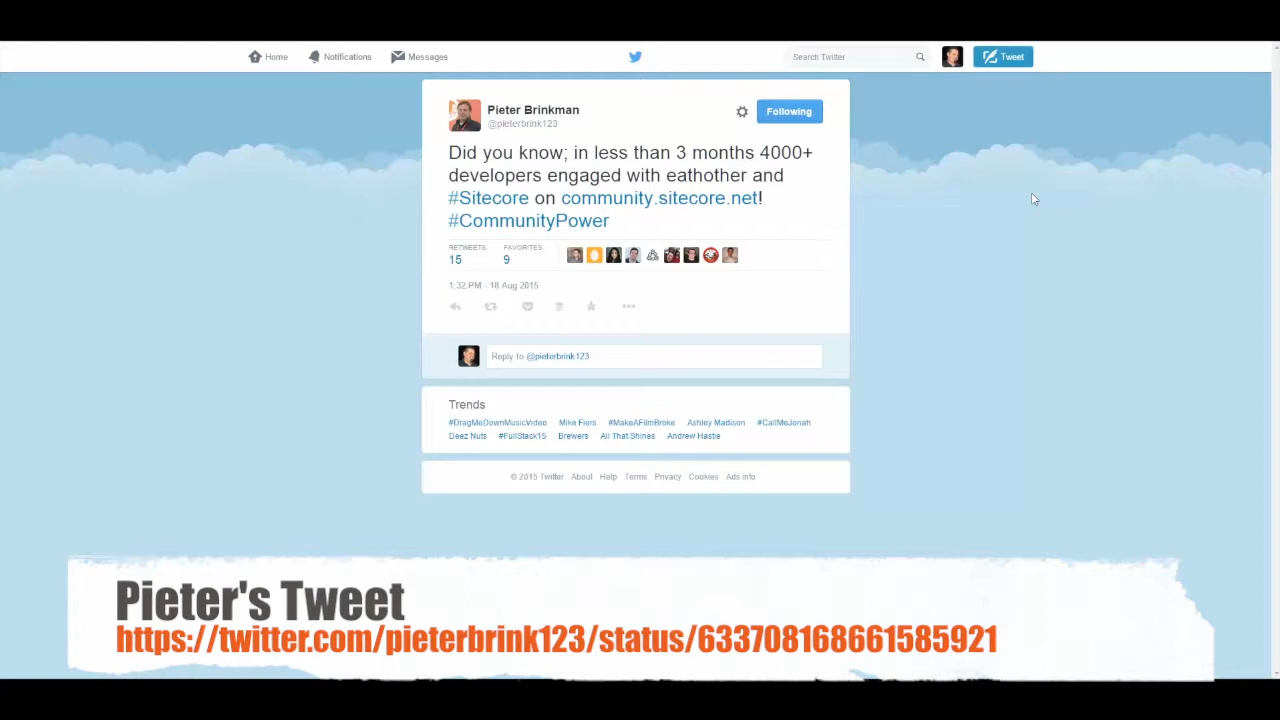 Home Notifications Messages Search Twitter Tweet
Pieter Brinkman
@pieterbrink123
Following
Did you know; in less than 3 months 4000+
developers engaged with eathother and
#Sitecore on community.sitecore.net!
#CommunityPower
RETWEETS FAVORITES
15 9
1:32 PM - 18 Aug 2015
Reply to @pieterbrink123
Trends
#DragMeDownMusicVideo Mike Fiers #MakeAFilmBroke Ashley Madison #CallMeJonah
Deez Nuts #FullStack15 Brewers All That Shines Andrew Hastie
© 2015 Twitter About Help Terms Privacy Cookies Ads info
Pieter's Tweet
https://twitter.com/pieterbrink123/status/633708168661585921